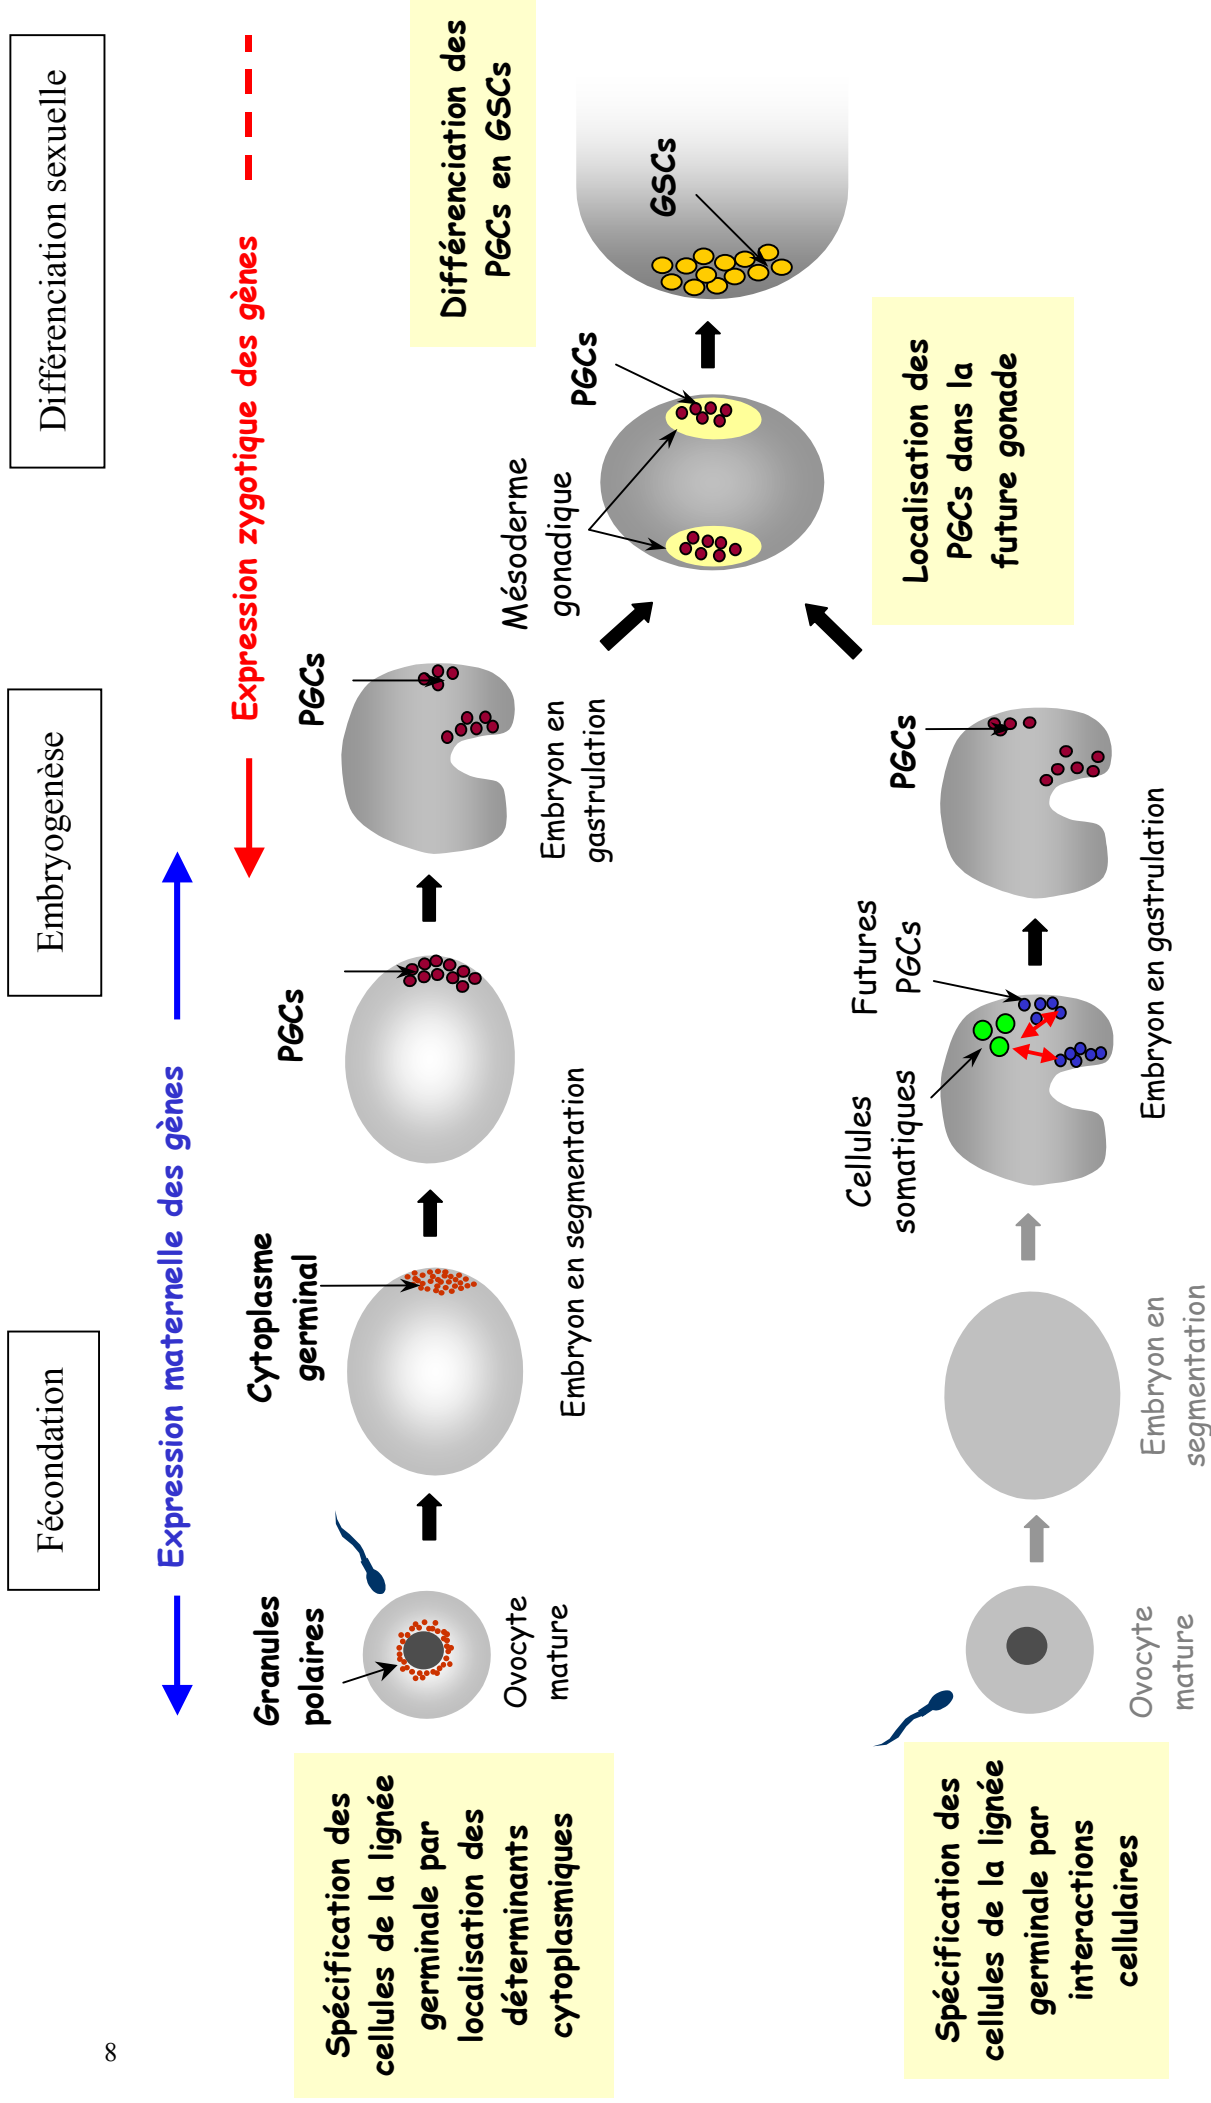 Fécondation
Embryogenèse
Différenciation sexuelle
Expression maternelle des gènes
Expression zygotique des gènes
Spécification des
cellules de la lignée
germinale par
localisation des
déterminants
cytoplasmiques
Granules
polaires
Ovocyte
mature
Cytoplasme
germinal
PGCs
Embryon en segmentation
PGCs
Embryon en
gastrulation
Mésoderme
gonadique
PGCs
GSCs
Différenciation des
PGCs en GSCs
Localisation des
PGCs dans la
future gonade
Spécification des
cellules de la lignée
germinale par
interactions
cellulaires
Ovocyte
mature
Embryon en
segmentation
Cellules
somatiques
Futures
PGCs
PGCs
Embryon en gastrulation
8